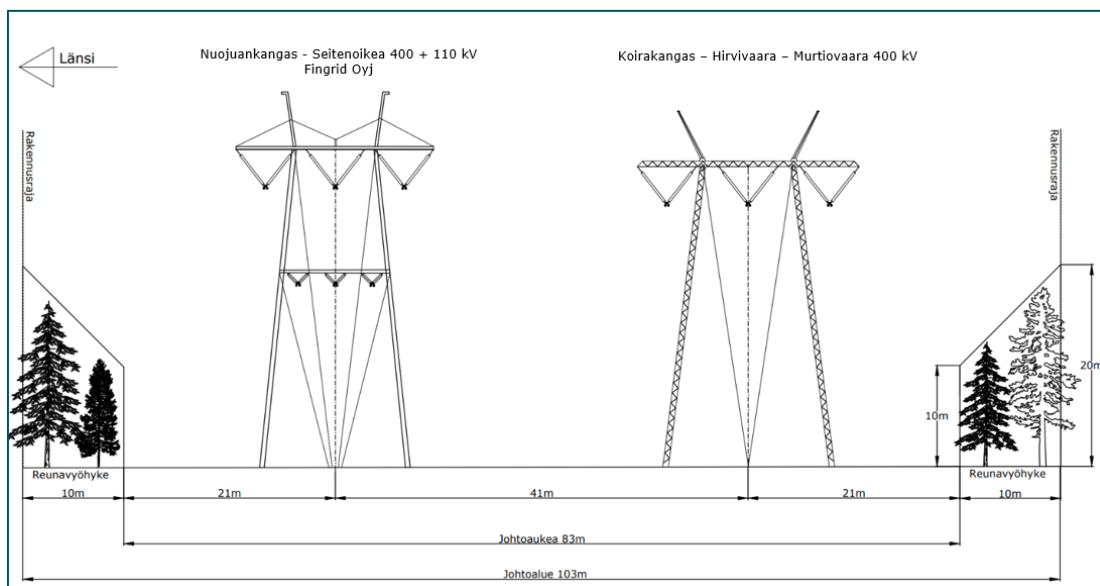 Länsi
Nuojuankangas - Seitenoikea 400 + 110 kV
Fingrid Oyj
Koirakangas – Hirvivaara – Murtiovaara 400 kV
Rakennusraja
Rakennusraja
20m
10m
Reunavyöhyke
Reunavyöhyke
10m
21m
41m
21m
10m
Johtoaukea 83m
Johtoalue 103m